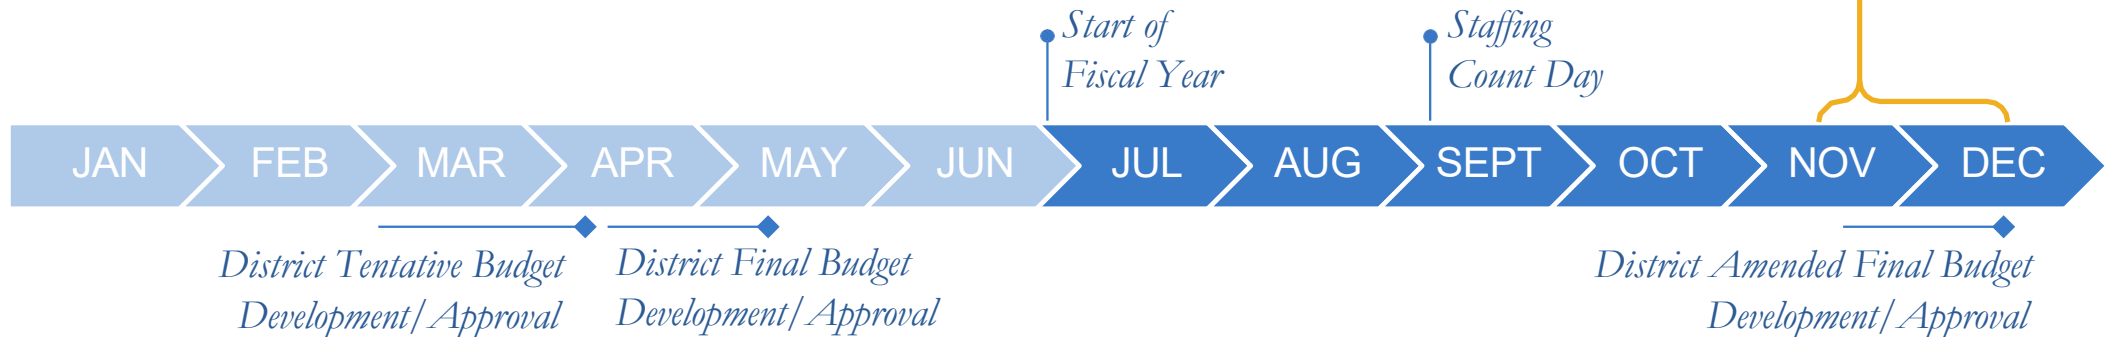 Start of
Fiscal Year
Staffing
Count Day
JAN FEB MAR APR MAY JUN JUL AUG SEPT OCT NOV DEC
District Tentative Budget
Development/Approval
District Final Budget
Development/Approval
District Amended Final Budget
Development/Approval